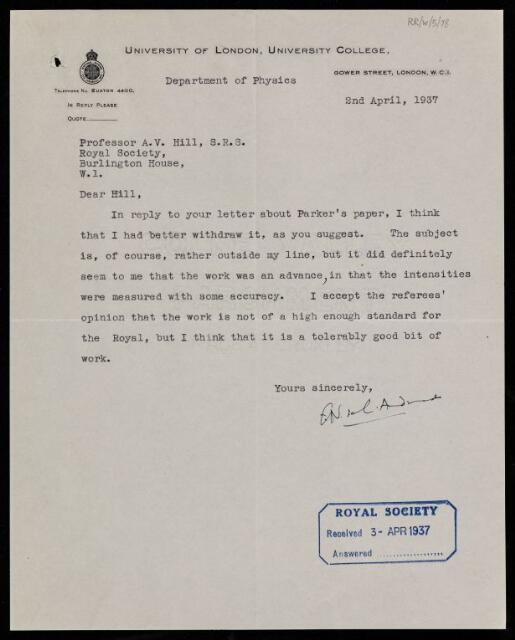 RR/W/5/78
UNIVERSITY OF LONDON, UNIVERSITY COLLEGE,
GOWER STREET, LONDON, W.C.1.
Department of Physics
TELEPHONE NO. EUSTON 4400.
IN REPLY PLEASE
QUOTE
2nd April, 1937
Professor A.V. Hill, S.R.S.
Royal Society,
Burlington House,
W.1.
Dear Hill,
In reply to your letter about Parker's paper, I think
that I had better withdraw it, as you suggest. The subject
is, of course, rather outside my line, but it did definitely
seem to me that the work was an advance, in that the intensities
were measured with some accuracy. I accept the referees'
opinion that the work is not of a high enough standard for
the Royal, but I think that it is a tolerably good bit of
work.
Yours sincerely,
ROYAL SOCIETY
Received 3- APR 1937
Answered